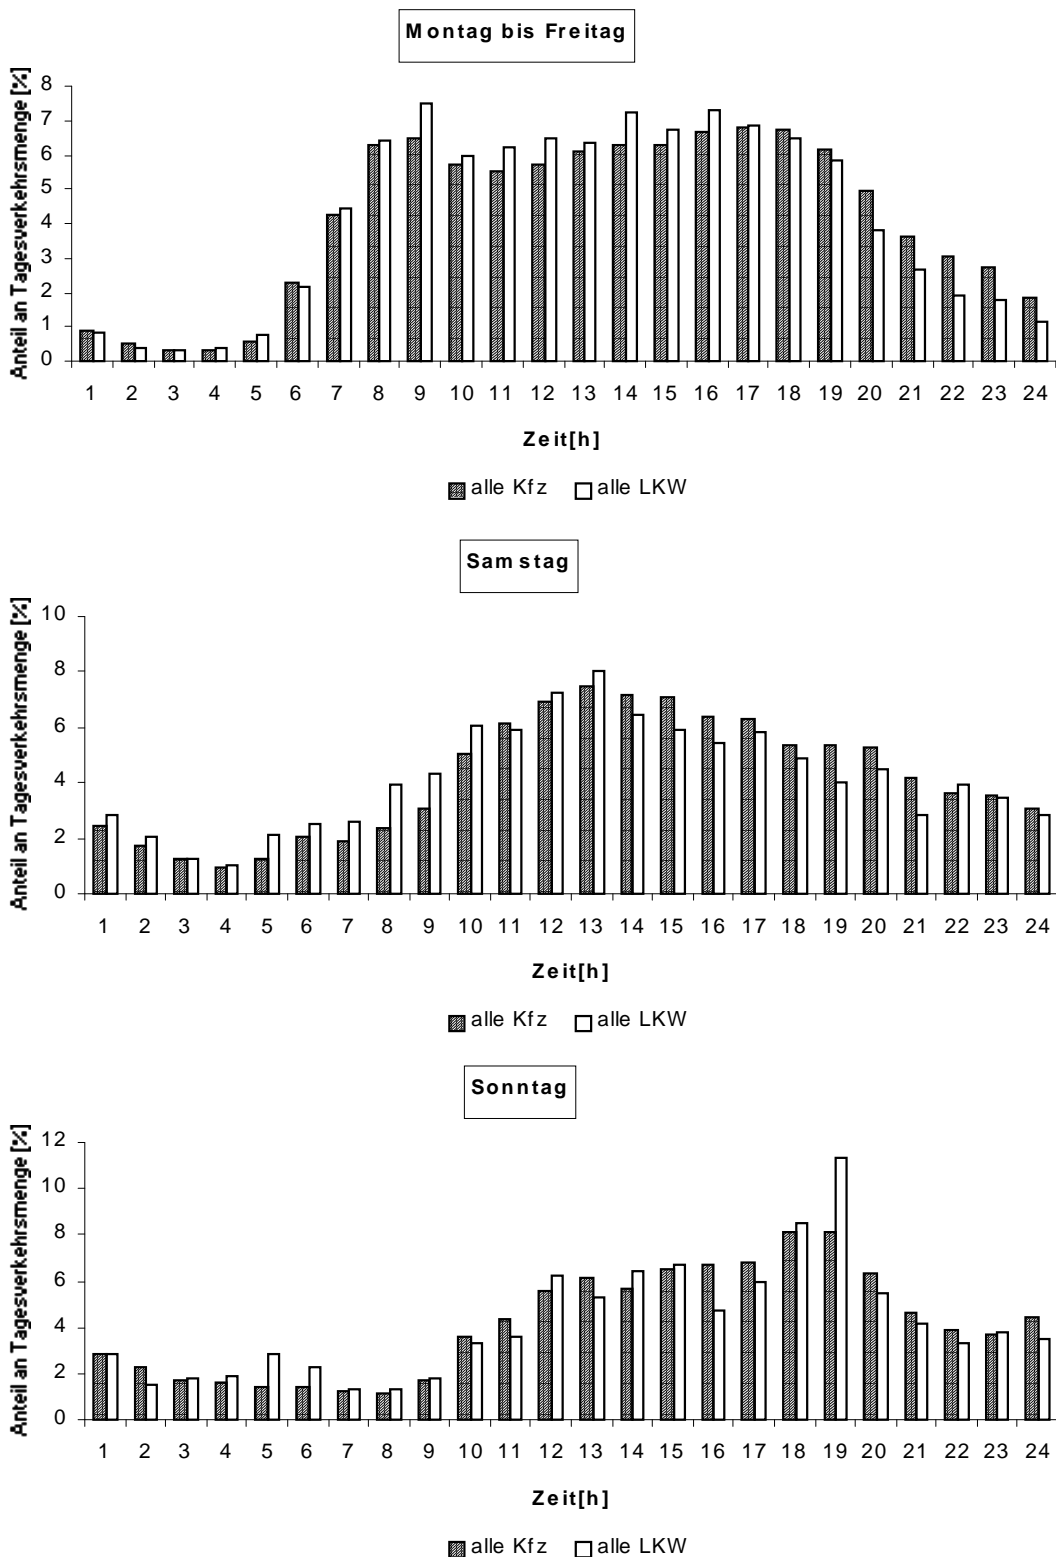 Montag bis Freitag
Anteil an Tagesverkehrsmenge [%]
8
7
6
5
4
3
2
1
0
1 2 3 4 5 6 7 8 9 10 11 12 13 14 15 16 17 18 19 20 21 22 23 24
Zeit[h]
alle Kfz alle LKW
Samstag
Anteil an Tagesverkehrsmenge [%]
10
8
6
4
2
0
1 2 3 4 5 6 7 8 9 10 11 12 13 14 15 16 17 18 19 20 21 22 23 24
Zeit[h]
alle Kfz alle LKW
Sonntag
Anteil an Tagesverkehrsmenge [%]
12
10
8
6
4
2
0
1 2 3 4 5 6 7 8 9 10 11 12 13 14 15 16 17 18 19 20 21 22 23 24
Zeit[h]
alle Kfz alle LKW